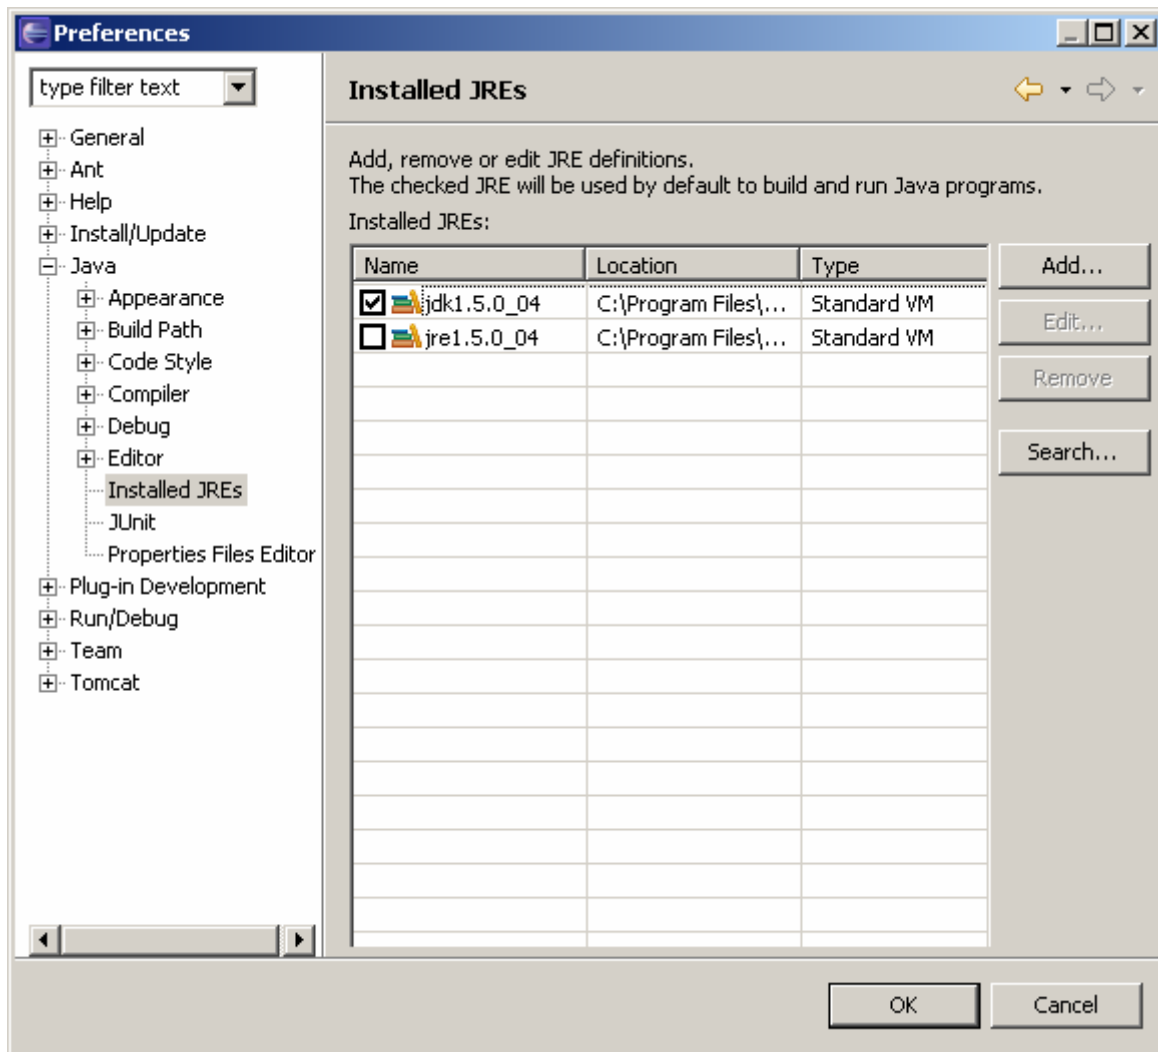 Preferences
type filter text
General
Ant
Help
Install/Update
Java
Appearance
Build Path
Code Style
Compiler
Debug
Editor
Installed JREs
JUnit
Properties Files Editor
Plug-in Development
Run/Debug
Team
Tomcat
Installed JREs
Add, remove or edit JRE definitions.
The checked JRE will be used by default to build and run Java programs.
Installed JREs:
Name Location Type
jdk1.5.0_04 C:\Program Files\... Standard VM
jre1.5.0_04 C:\Program Files\... Standard VM
Add...
Edit...
Remove
Search...
OK Cancel